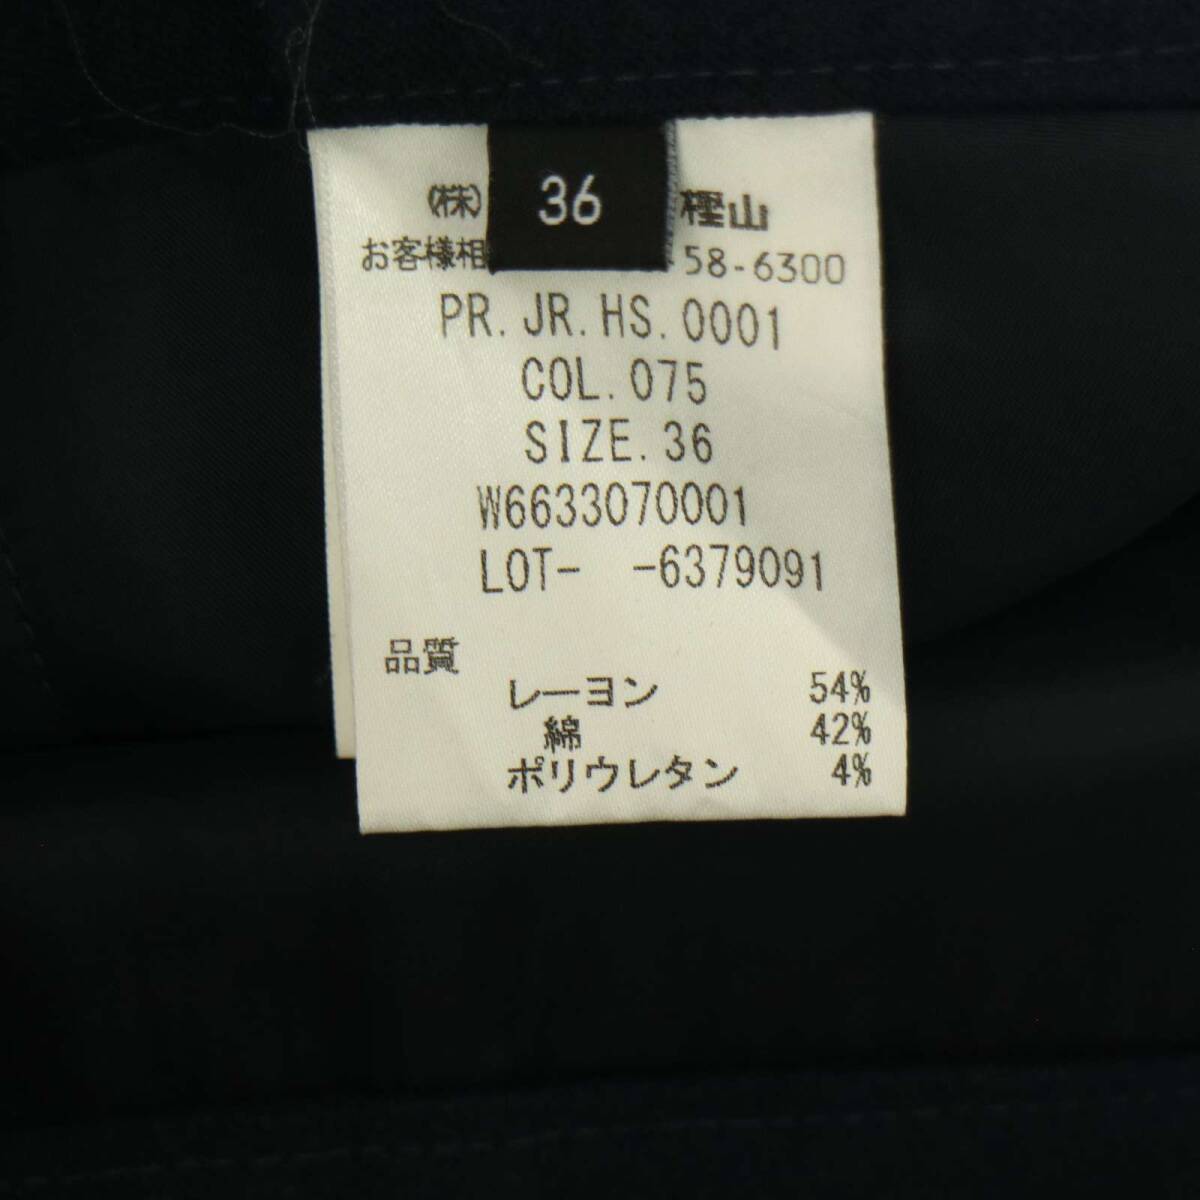 (株) 36 樫山
お客様相 58-6300
PR.JR.HS.0001
COL.075
SIZE.36
W6633070001
LOT-  -6379091
品質
レーヨン 54%
綿 42%
ポリウレタン 4%